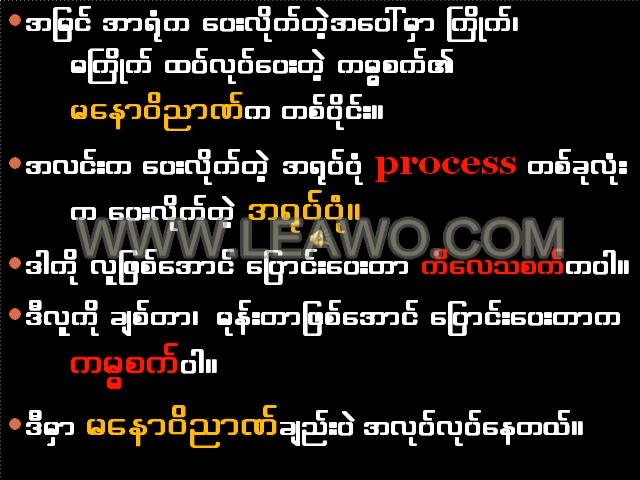 အမြင် အာရုံက ပေးလိုက်တဲ့အပေါ်မှာ ကြိုက်၊
မကြိုက် ထပ်လုပ်ပေးတဲ့ ကမ္မစက်၏
မနောဝိညာဏ်က တစ်ပိုင်း။
အလင်းက ပေးလိုက်တဲ့ အရုပ်ပုံ process တစ်ခုလုံး
က ပေးလိုက်တဲ့ အရုပ်ပုံ။
WWW.LEAWO.COM
ဒါကို လူဖြစ်အောင် ပြောင်းပေးတာ ကိလေသစက်ကပါ။
ဒီလူကို ချစ်တာ၊ မုန်းတာဖြစ်အောင် ပြောင်းပေးတာက
ကမ္မစက်ပါ။
ဒီမှာ မနောဝိညာဏ်ချည်းပဲ အလုပ်လုပ်နေတယ်။